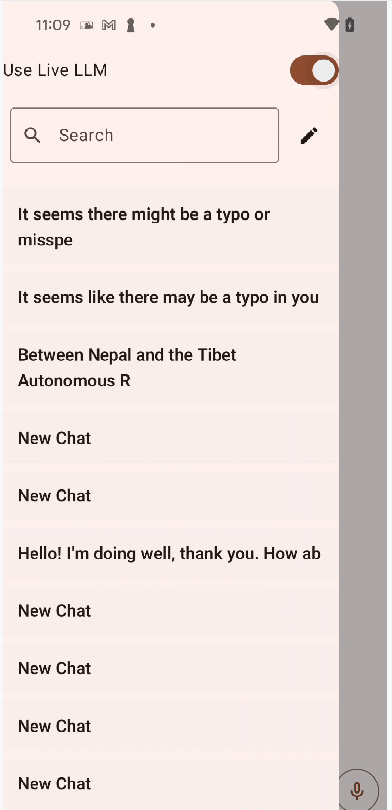 11:09
Use Live LLM
Search
It seems there might be a typo or
misspe
It seems like there may be a typo in you
Between Nepal and the Tibet
Autonomous R
New Chat
New Chat
Hello! I'm doing well, thank you. How ab
New Chat
New Chat
New Chat
New Chat